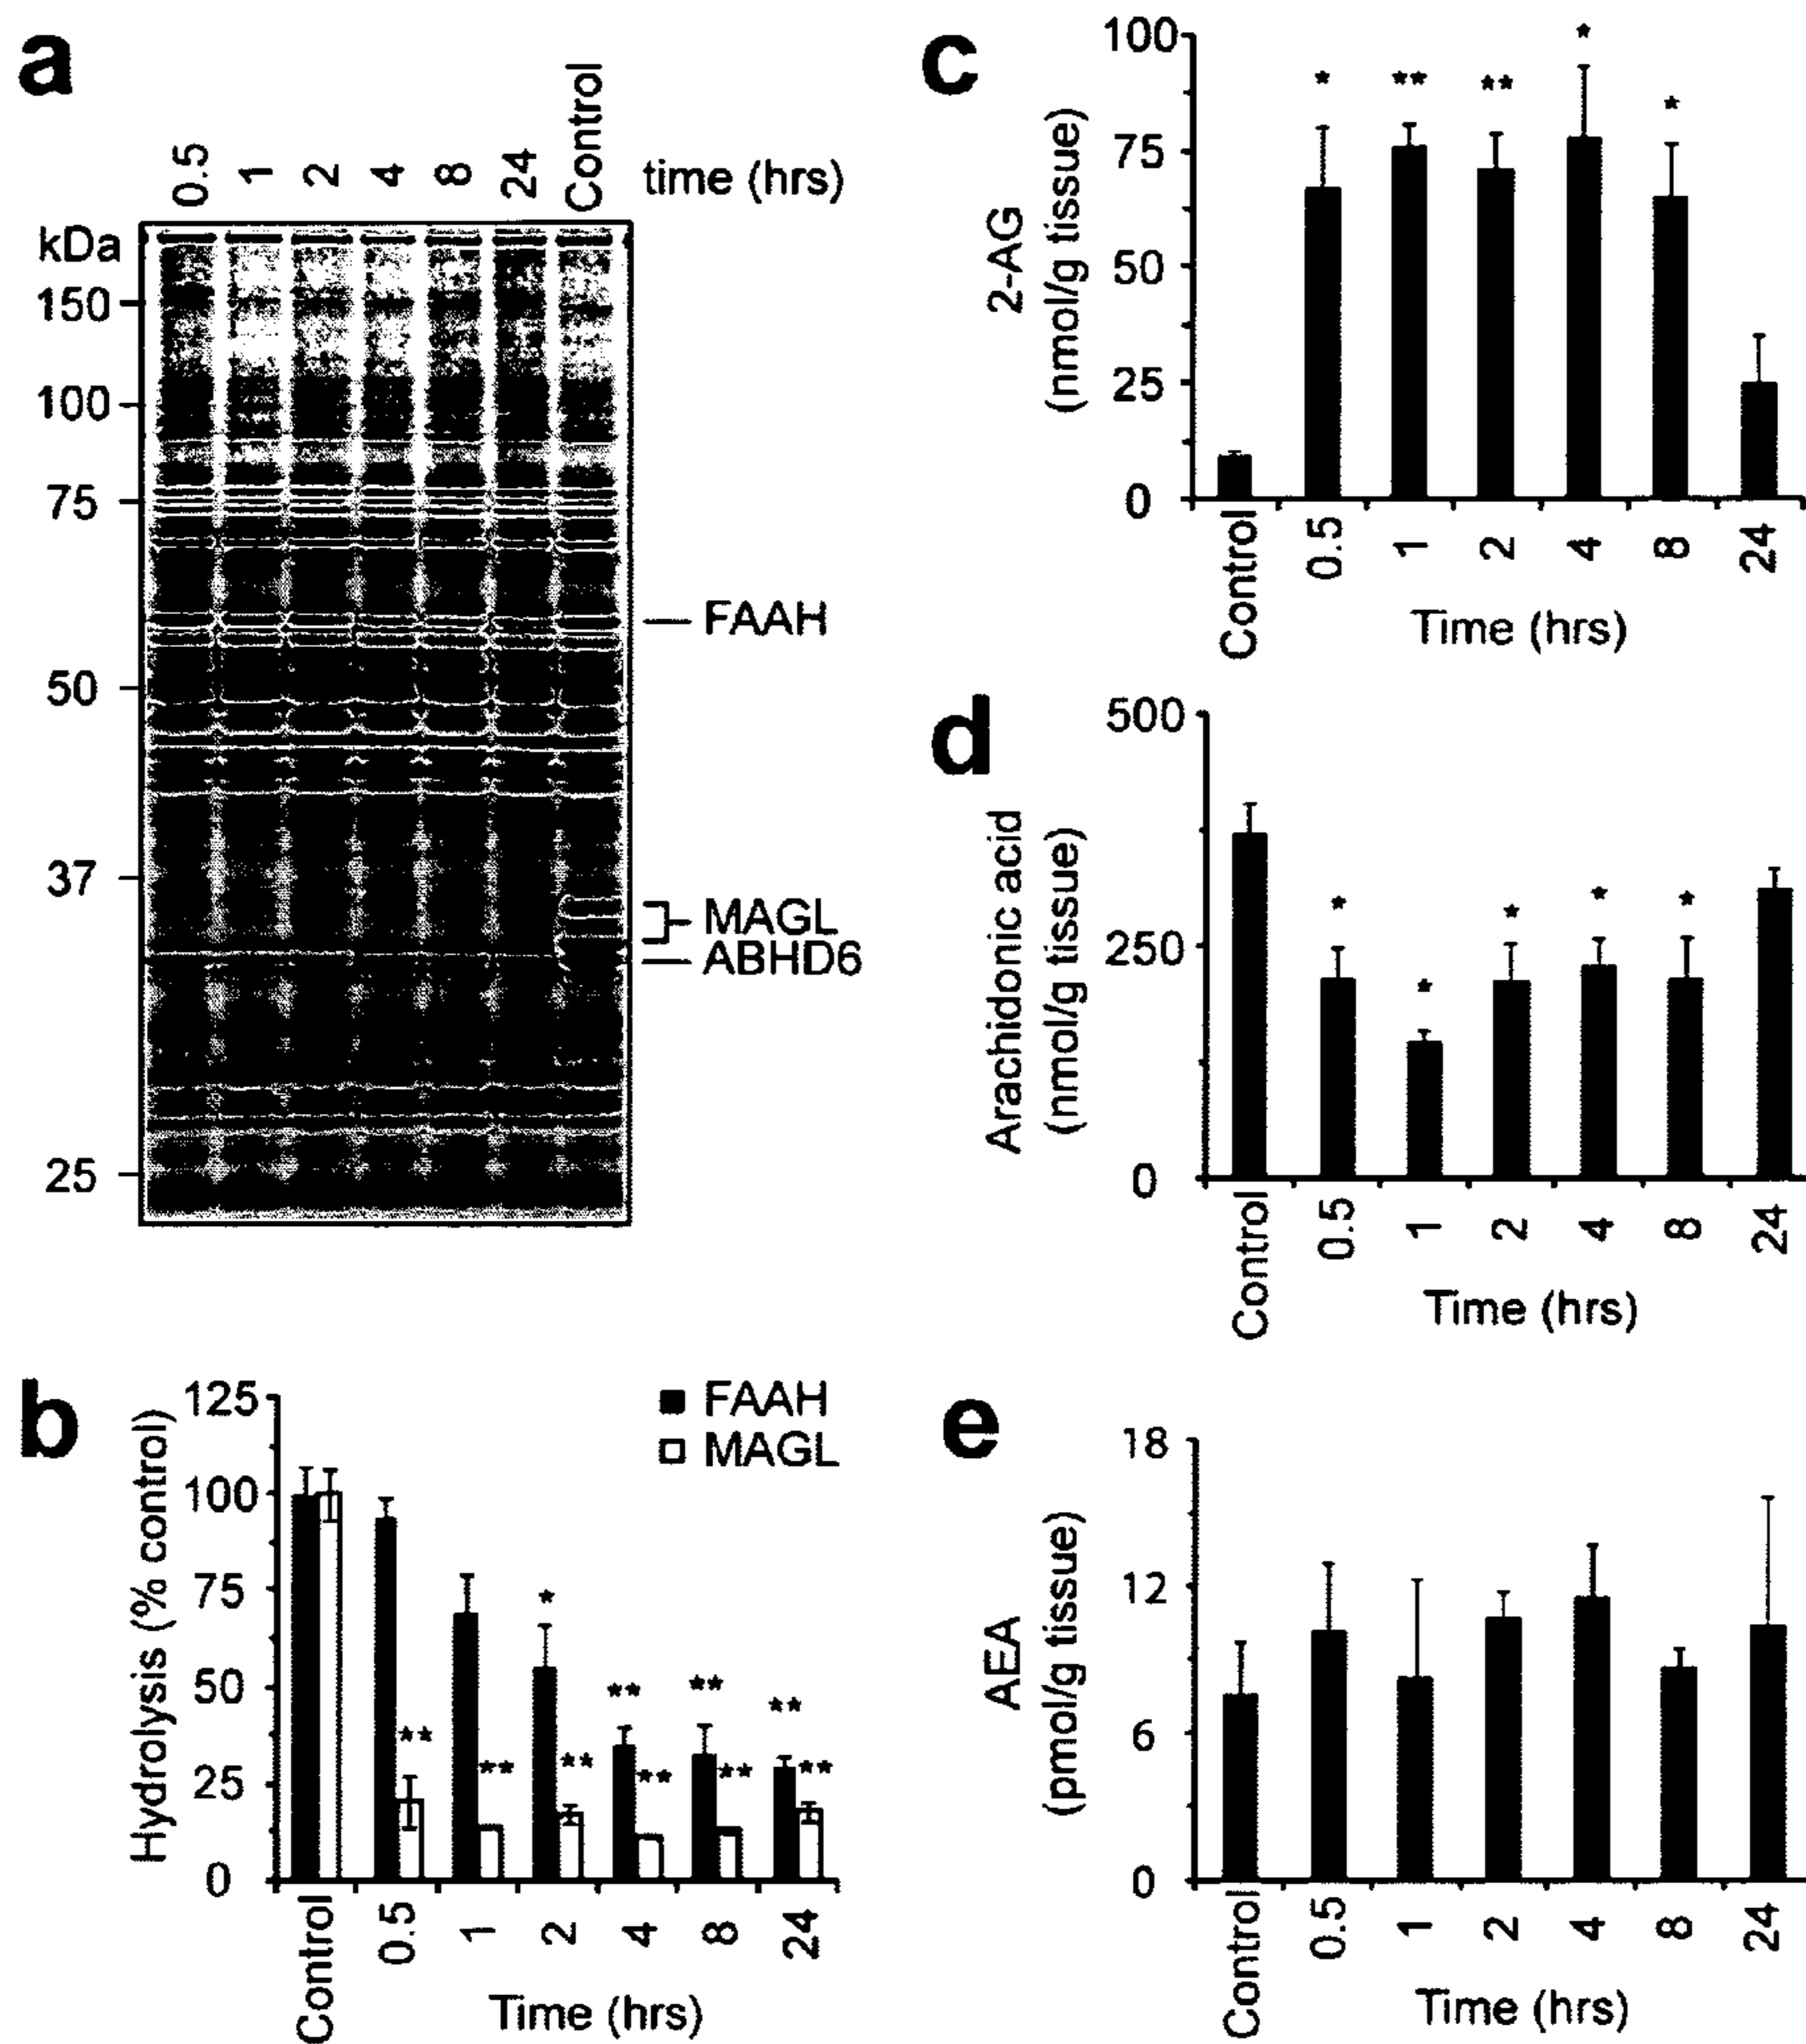 a
0.5 1 2 4 8 24 Control time (hrs)
kDa
150
100
75
50
37
25
FAAH
MAGL
ABHD6
b
Hydrolysis (% control)
125
100
75
50
25
0
FAAH
MAGL
*
** ** **
** ** ** ** ** **
Control 0.5 1 2 4 8 24
Time (hrs)
c
2-AG
(nmol/g tissue)
100
75
50
25
0
* ** ** * *
Control 0.5 1 2 4 8 24
Time (hrs)
d
Arachidonic acid
(nmol/g tissue)
500
250
0
* * * * *
Control 0.5 1 2 4 8 24
Time (hrs)
e
AEA
(pmol/g tissue)
18
12
6
0
Control 0.5 1 2 4 8 24
Time (hrs)